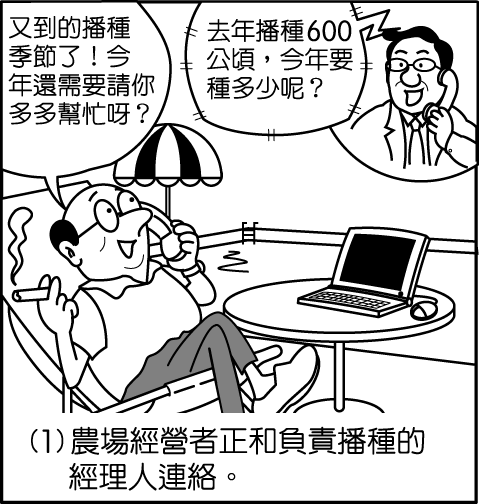 又到的播種
季節了！今
年還需要請你
多多幫忙呀？
去年播種600
公頃，今年要
種多少呢？
(1)農場經營者正和負責播種的
經理人連絡。